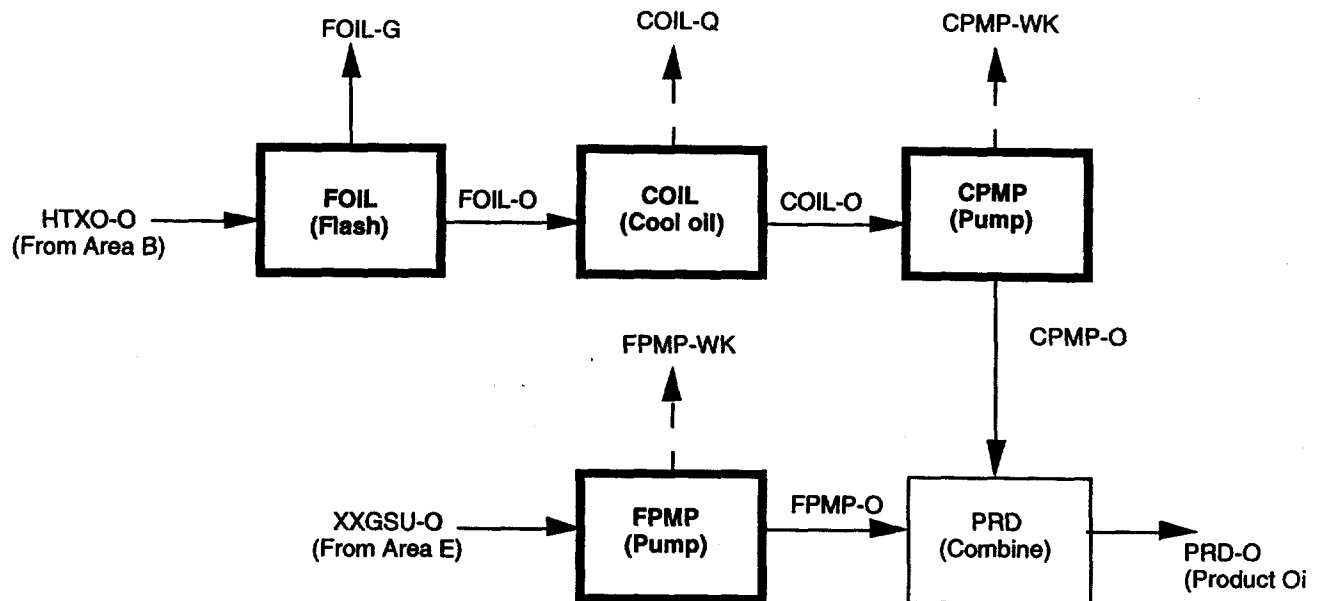 FOIL-G
COIL-Q
CPMP-WK
FOIL
(Flash)
COIL
(Cool oil)
CPMP
(Pump)
HTXO-O
(From Area B)
FOIL-O
COIL-O
CPMP-O
FPMP-WK
XXGSU-O
(From Area E)
FPMP
(Pump)
FPMP-O
PRD
(Combine)
PRD-O
(Product Oi